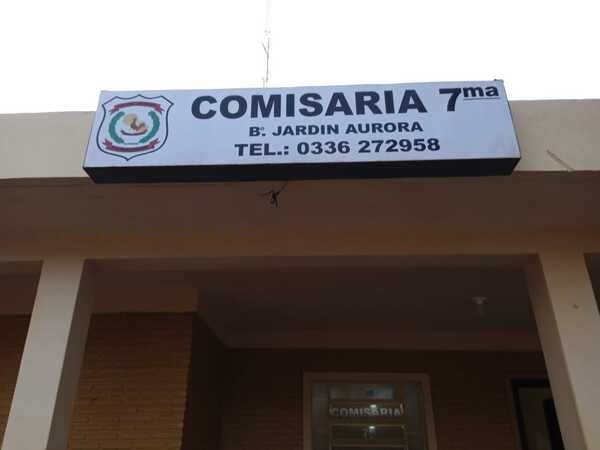 COMISARIA 7ma
Bº. JARDIN AURORA
TEL.: 0336 272958
COMISARIA